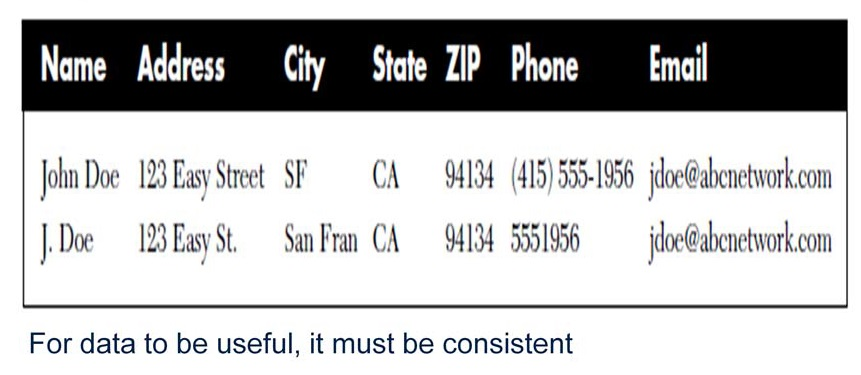 Name Address City State ZIP Phone Email
John Doe 123 Easy Street SF CA 94134 (415) 555-1956 jdoe@abcnetwork.com
J. Doe 123 Easy St. San Fran CA 94134 5551956 jdoe@abcnetwork.com
For data to be useful, it must be consistent